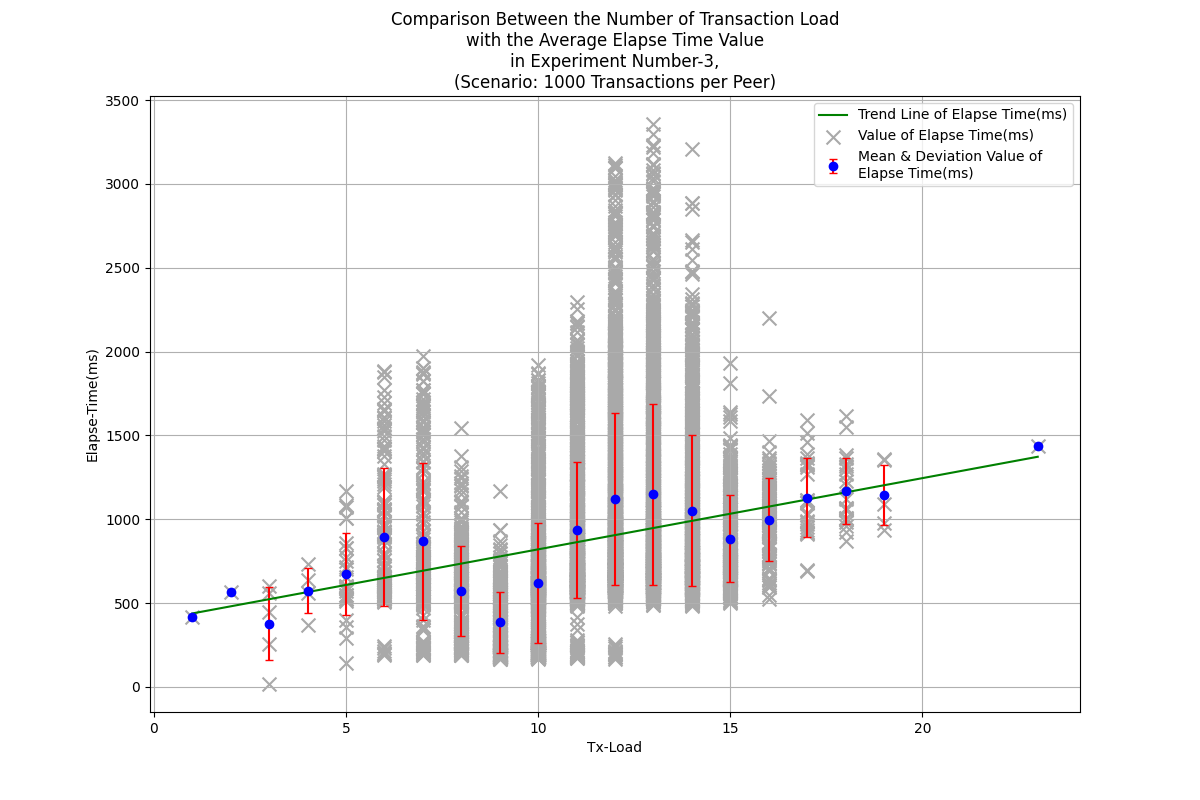 Comparison Between the Number of Transaction Load
with the Average Elapse Time Value
in Experiment Number-3,
(Scenario: 1000 Transactions per Peer)
Trend Line of Elapse Time(ms)
Value of Elapse Time(ms)
Mean & Deviation Value of
Elapse Time(ms)
Elapse-Time(ms)
3500
3000
2500
2000
1500
1000
500
0
0
5
10
15
20
Tx-Load